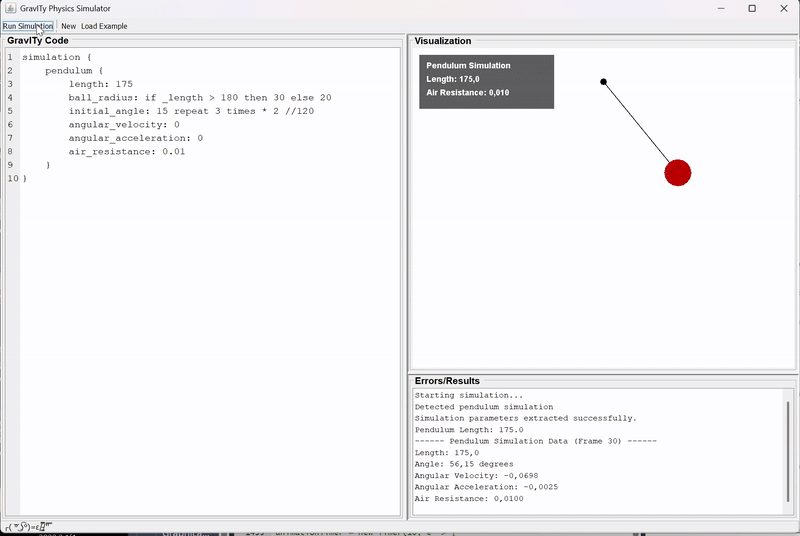 GravITy Physics Simulator
Run Simulation New Load Example
GravITy Code
1 simulation {
2 pendulum {
3 length: 175
4 ball_radius: if _length > 180 then 30 else 20
5 initial_angle: 15 repeat 3 times * 2 //120
6 angular_velocity: 0
7 angular_acceleration: 0
8 air_resistance: 0.01
9 }
10 }
Visualization
Pendulum Simulation
Length: 175,0
Air Resistance: 0,010
Errors/Results
Starting simulation...
Detected pendulum simulation
Simulation parameters extracted successfully.
Pendulum Length: 175.0
------ Pendulum Simulation Data (Frame 30) ------
Length: 175,0
Angle: 56,15 degrees
Angular Velocity: -0,0698
Angular Acceleration: -0,0025
Air Resistance: 0,0100